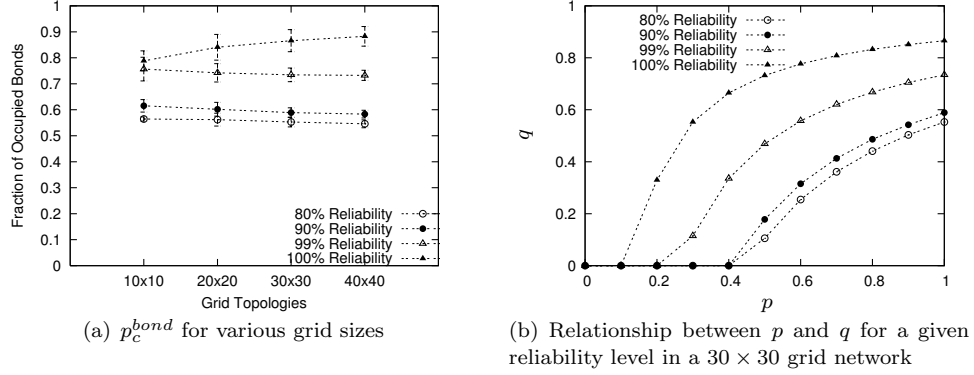 1
0.9
0.8
0.7
0.6
0.5
0.4
0.3
0.2
0.1
0
Fraction of Occupied Bonds
80% Reliability
90% Reliability
99% Reliability
100% Reliability
10x10 20x20 30x30 40x40
Grid Topologies
(a) p_c^{bond} for various grid sizes
1
0.8
0.6
0.4
0.2
0
q
80% Reliability
90% Reliability
99% Reliability
100% Reliability
0 0.2 0.4 0.6 0.8 1
p
(b) Relationship between p and q for a given
reliability level in a 30 × 30 grid network